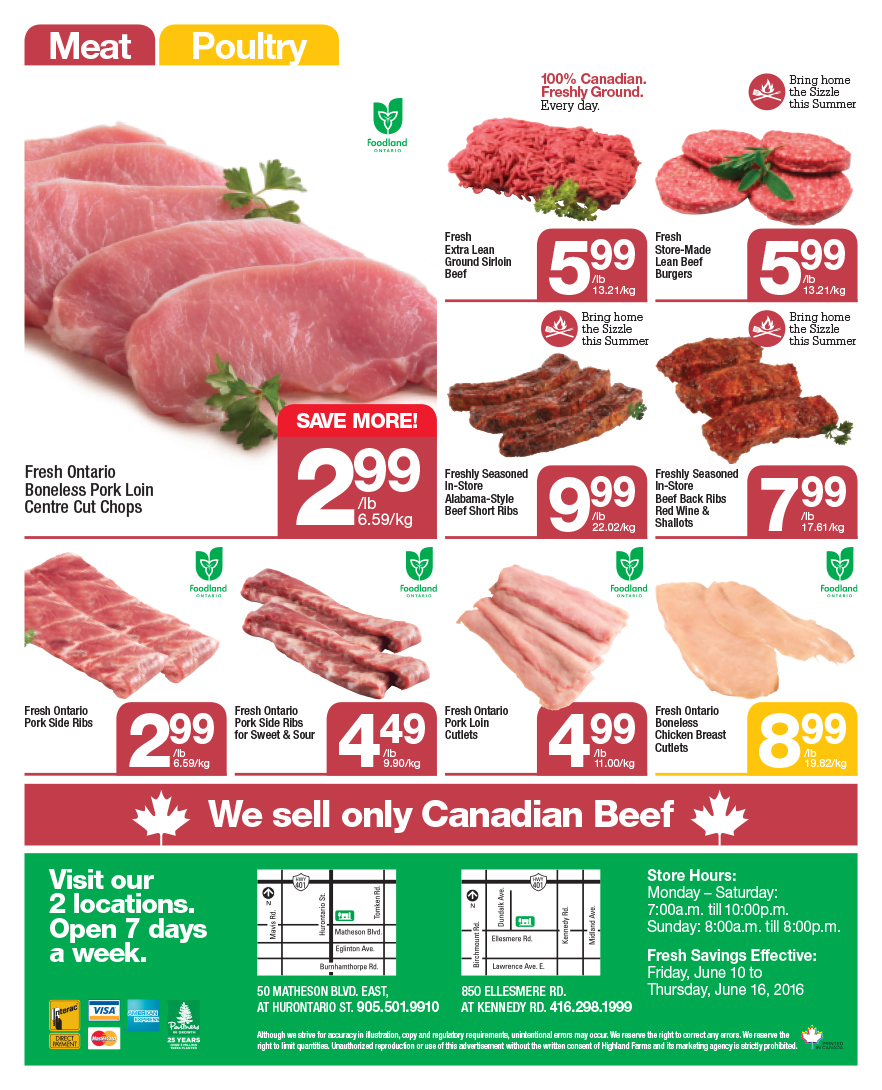 Meat
Poultry
Foodland
ONTARIO
100% Canadian.
Freshly Ground.
Every day.
Bring home
the Sizzle
this Summer
Fresh
Extra Lean
Ground Sirloin
Beef
5.99
/lb
13.21/kg
Fresh
Store-Made
Lean Beef
Burgers
5.99
/lb
13.21/kg
Bring home
the Sizzle
this Summer
Bring home
the Sizzle
this Summer
SAVE MORE!
Fresh Ontario
Boneless Pork Loin
Centre Cut Chops
2.99
/lb
6.59/kg
Freshly Seasoned
In-Store
Alabama-Style
Beef Short Ribs
9.99
/lb
22.02/kg
Freshly Seasoned
In-Store
Beef Back Ribs
Red Wine &
Shallots
7.99
/lb
17.61/kg
Foodland
ONTARIO
Foodland
ONTARIO
Foodland
ONTARIO
Foodland
ONTARIO
Fresh Ontario
Pork Side Ribs
2.99
/lb
6.59/kg
Fresh Ontario
Pork Side Ribs
for Sweet & Sour
4.49
/lb
9.90/kg
Fresh Ontario
Pork Loin
Cutlets
4.99
/lb
11.00/kg
Fresh Ontario
Boneless
Chicken Breast
Cutlets
8.99
/lb
19.82/kg
We sell only Canadian Beef
Visit our
2 locations.
Open 7 days
a week.
Interac
DIRECT
PAYMENT
VISA
MasterCard
AMERICAN
EXPRESS
Partners
IN GROWTH
25 YEARS
HWY
401
N
Mavis Rd.
Hurontario St.
Tomken Rd.
Matheson Blvd.
Eglinton Ave.
Burnhamthorpe Rd.
50 MATHESON BLVD. EAST,
AT HURONTARIO ST. 905.501.9910
HWY
401
N
Birchmount Rd.
Dundalk Ave.
Kennedy Rd.
Midland Ave.
Ellesmere Rd.
Lawrence Ave. E.
850 ELLESMERE RD.
AT KENNEDY RD. 416.298.1999
Store Hours:
Monday – Saturday:
7:00a.m. till 10:00p.m.
Sunday: 8:00a.m. till 8:00p.m.
Fresh Savings Effective:
Friday, June 10 to
Thursday, June 16, 2016
Although we strive for accuracy in illustration, copy and regulatory requirements, unintentional errors may occur. We reserve the right to correct any errors. We reserve the
right to limit quantities. Unauthorized reproduction or use of this advertisement without the written consent of Highland Farms and its marketing agency is strictly prohibited.
PRINTED
IN CANADA